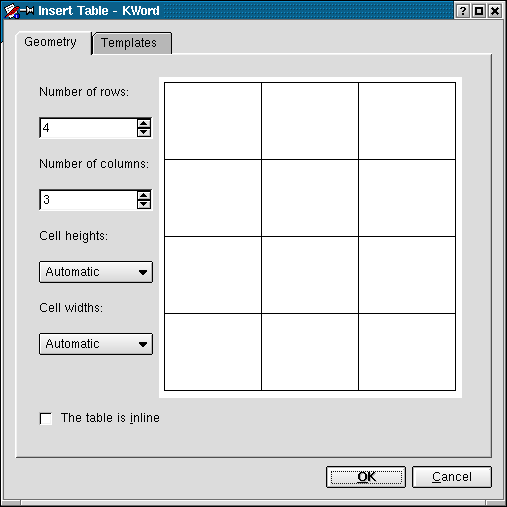 Insert Table - KWord
Geometry
Templates
Number of rows:
4
Number of columns:
3
Cell heights:
Automatic
Cell widths:
Automatic
The table is inline
OK
Cancel